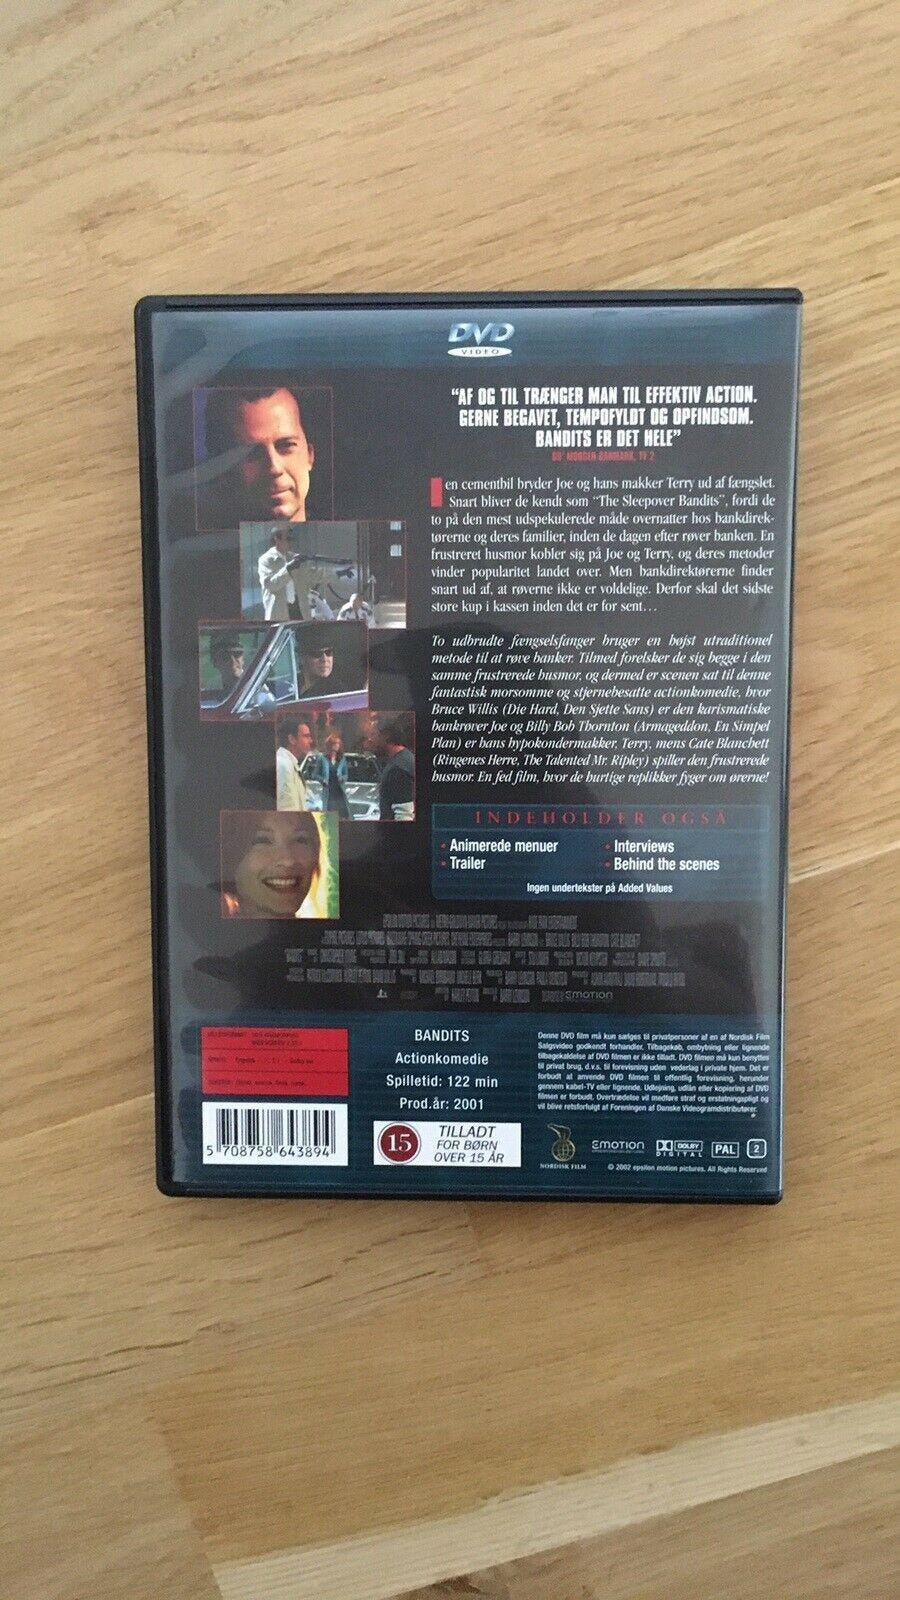 DVD
VIDEO
"AF OG TIL TRÆNGER MAN TIL EFFEKTIV ACTION.
GERNE BEGAVET, TEMPOFYLDT OG OPFINDSOM.
BANDITS ER DET HELE"
GO' MORGEN DANMARK, TV 2
I en cementbil bryder Joe og hans makker Terry ud af fængslet.
Snart bliver de kendt som "The Sleepover Bandits", fordi de
to på den mest udspekulerede måde overnatter hos bankdirek-
tørerne og deres familier, inden de dagen efter røver banken. En
frustreret husmor kobler sig på Joe og Terry, og deres metoder
vinder popularitet landet over. Men bankdirektørerne finder
snart ud af, at røverne ikke er voldelige. Derfor skal det sidste
store kup i kassen inden det er for sent...
To udbrudte fængselsfanger bruger en højst utraditionel
metode til at røve banker. Tilmed forelsker de sig begge i den
samme frustrerede husmor, og dermed er scenen sat til denne
fantastisk morsomme og stjernebesatte actionkomedie, hvor
Bruce Willis (Die Hard, Den Sjette Sans) er den karismatiske
bankrøver Joe og Billy Bob Thornton (Armageddon, En Simpel
Plan) er hans hypokondermakker, Terry, mens Cate Blanchett
(Ringenes Herre, The Talented Mr. Ripley) spiller den frustrerede
husmor. En fed film, hvor de hurtige replikker fyger om ørerne!
INDEHOLDER OGSÅ
• Animerede menuer
• Interviews
• Trailer
• Behind the scenes
Ingen undertekster på Added Values
EMOTION
BANDITS
Actionkomedie
Spilletid: 122 min
Prod.år: 2001
Denne DVD film må kun sælges til privatpersoner af en af Nordisk Film
Salgsvideo godkendt forhandler. Tilbagekøb, ombytning eller lignende
tilbagekaldelse af DVD filmen er ikke tilladt. DVD filmen må kun benyttes
til privat brug, d.v.s. til forevisning uden vederlag i private hjem. Det er
forbudt at anvende DVD filmen til offentlig forevisning, herunder
gennem kabel-TV eller lignende. Udlejning, udlån eller kopiering af DVD
filmen er forbudt. Overtrædelse vil medføre straf og erstatningspligt og
vil blive retsforfulgt af Foreningen af Danske Videogramdistributører.
5 708758 643894
15
TILLADT
FOR BØRN
OVER 15 ÅR
NORDISK FILM
EMOTION
DOLBY
DIGITAL
PAL
2
© 2002 epsilon motion pictures. All Rights Reserved